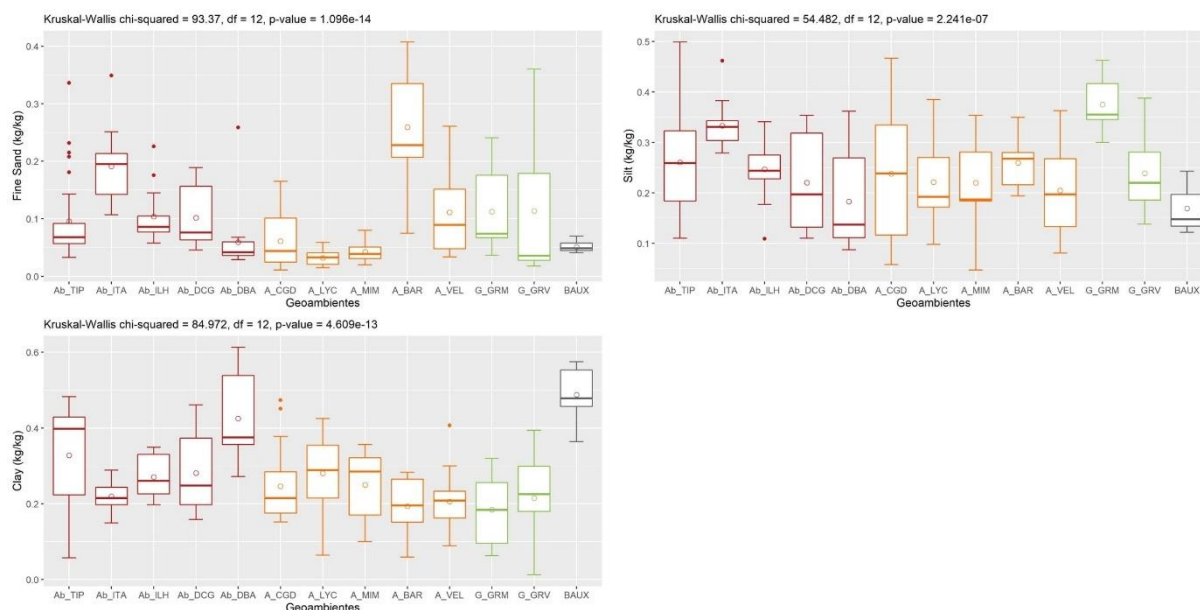 Kruskal-Wallis chi-squared = 93.37, df = 12, p-value = 1.096e-14
Fine Sand (kg/kg)
0.4
0.3
0.2
0.1
0.0
Ab_TIP Ab_ITA Ab_ILH Ab_DCG Ab_DBA A_CGD A_LYC A_MIM A_BAR A_VEL G_GRM G_GRV BAUX
Geoambientes
Kruskal-Wallis chi-squared = 54.482, df = 12, p-value = 2.241e-07
Silt (kg/kg)
0.5
0.4
0.3
0.2
0.1
Ab_TIP Ab_ITA Ab_ILH Ab_DCG Ab_DBA A_CGD A_LYC A_MIM A_BAR A_VEL G_GRM G_GRV BAUX
Geoambientes
Kruskal-Wallis chi-squared = 84.972, df = 12, p-value = 4.609e-13
Clay (kg/kg)
0.6
0.4
0.2
0.0
Ab_TIP Ab_ITA Ab_ILH Ab_DCG Ab_DBA A_CGD A_LYC A_MIM A_BAR A_VEL G_GRM G_GRV BAUX
Geoambientes